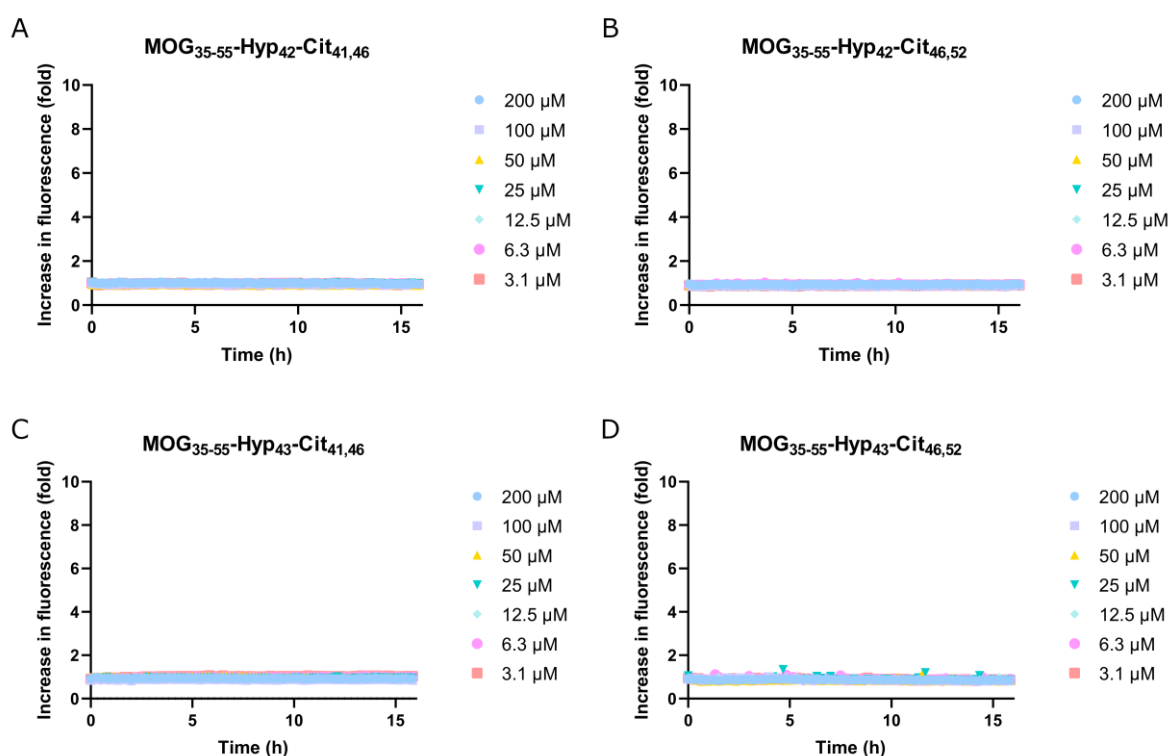 A
MOG35-55-Hyp42-Cit41,46
Increase in fluorescence (fold)
10
8
6
4
2
0
0 5 10 15
Time (h)
200 µM
100 µM
50 µM
25 µM
12.5 µM
6.3 µM
3.1 µM
B
MOG35-55-Hyp42-Cit46,52
Increase in fluorescence (fold)
10
8
6
4
2
0
0 5 10 15
Time (h)
200 µM
100 µM
50 µM
25 µM
12.5 µM
6.3 µM
3.1 µM
C
MOG35-55-Hyp43-Cit41,46
Increase in fluorescence (fold)
10
8
6
4
2
0
0 5 10 15
Time (h)
200 µM
100 µM
50 µM
25 µM
12.5 µM
6.3 µM
3.1 µM
D
MOG35-55-Hyp43-Cit46,52
Increase in fluorescence (fold)
10
8
6
4
2
0
0 5 10 15
Time (h)
200 µM
100 µM
50 µM
25 µM
12.5 µM
6.3 µM
3.1 µM